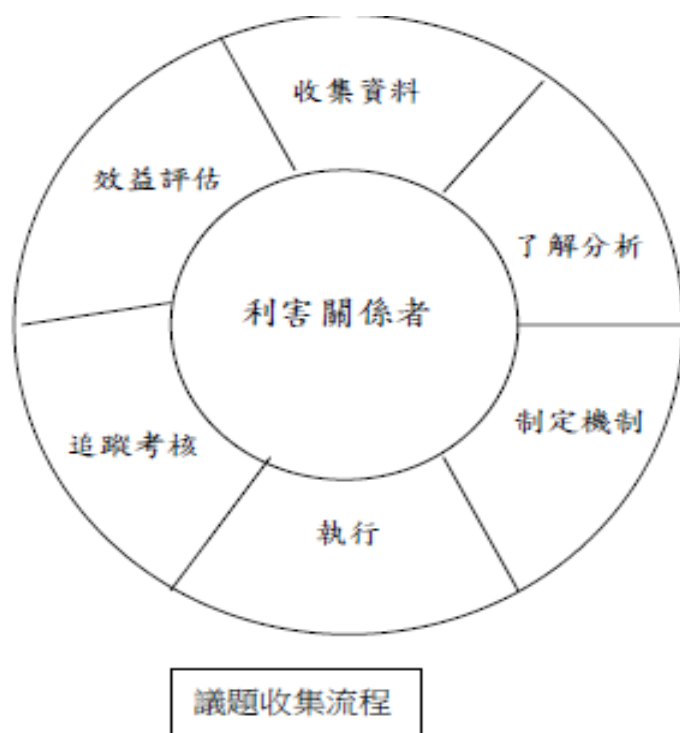 收集資料
了解分析
制定機制
執行
追蹤考核
效益評估
利害關係者
議題收集流程